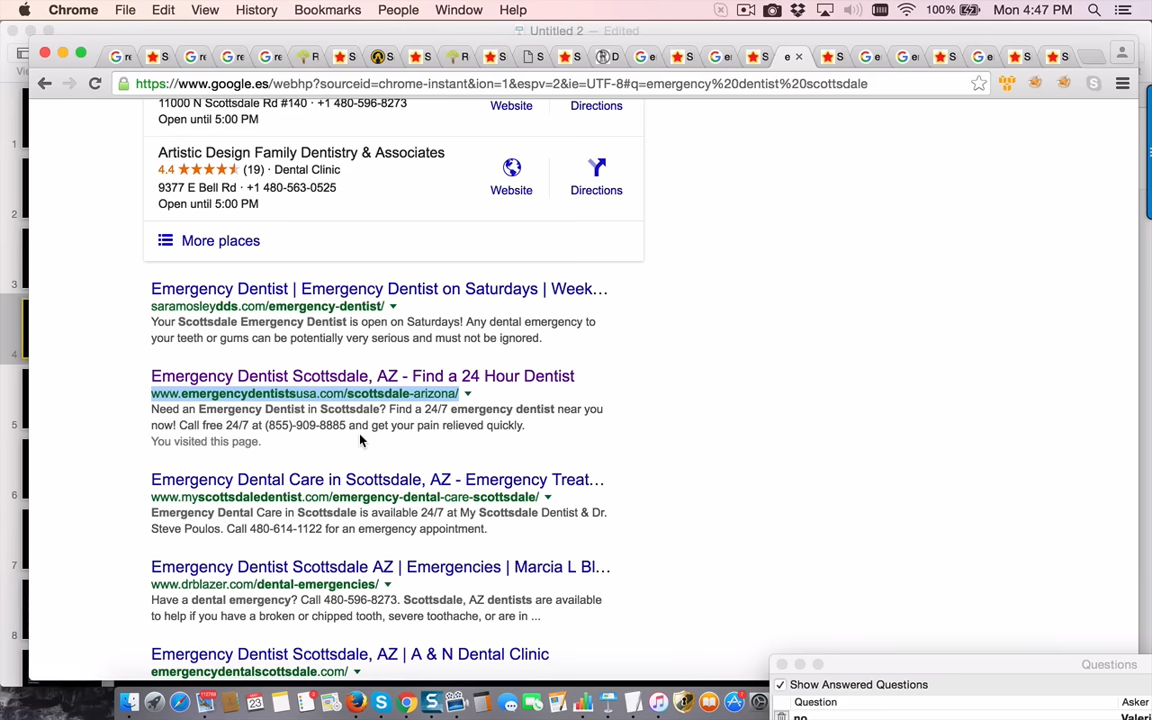 Chrome File Edit View History Bookmarks People Window Help 100% Mon 4:47 PM
Untitled 2 — Edited
https://www.google.es/webhp?sourceid=chrome-instant&ion=1&espv=2&ie=UTF-8#q=emergency%20dentist%20scottsdale
11000 N Scottsdale Rd #140 · +1 480-596-8273
Open until 5:00 PM
Website Directions
Artistic Design Family Dentistry & Associates
4.4 (19) · Dental Clinic
9377 E Bell Rd · +1 480-563-0525
Open until 5:00 PM
Website Directions
More places
Emergency Dentist | Emergency Dentist on Saturdays | Week...
saramosleydds.com/emergency-dentist/
Your Scottsdale Emergency Dentist is open on Saturdays! Any dental emergency to
your teeth or gums can be potentially very serious and must not be ignored.
Emergency Dentist Scottsdale, AZ - Find a 24 Hour Dentist
www.emergencydentistsusa.com/scottsdale-arizona/
Need an Emergency Dentist in Scottsdale? Find a 24/7 emergency dentist near you
now! Call free 24/7 at (855)-909-8885 and get your pain relieved quickly.
You visited this page.
Emergency Dental Care in Scottsdale, AZ - Emergency Treat...
www.myscottsdaledentist.com/emergency-dental-care-scottsdale/
Emergency Dental Care in Scottsdale is available 24/7 at My Scottsdale Dentist & Dr.
Steve Poulos. Call 480-614-1122 for an emergency appointment.
Emergency Dentist Scottsdale AZ | Emergencies | Marcia L Bl...
www.drblazer.com/dental-emergencies/
Have a dental emergency? Call 480-596-8273. Scottsdale, AZ dentists are available
to help if you have a broken or chipped tooth, severe toothache, or are in ...
Emergency Dentist Scottsdale, AZ | A & N Dental Clinic
emergencydentalscottsdale.com/
Questions
Show Answered Questions
Question Asker
no Valeri
1
2
3
4
5
6
7
8